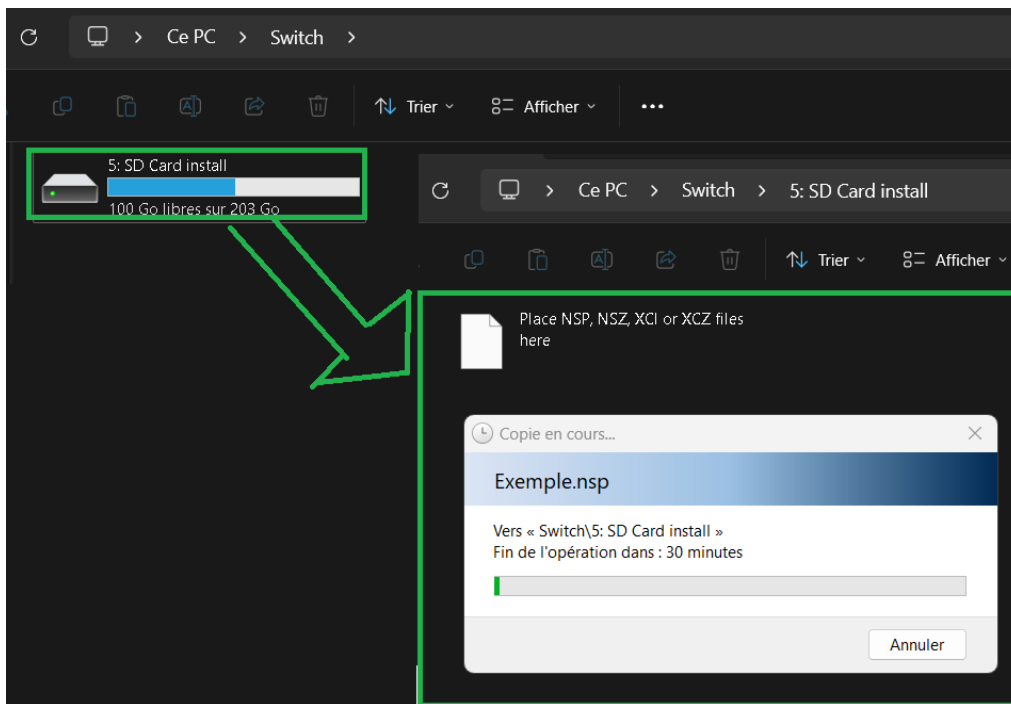 Ce PC > Switch >
Trier Afficher ...
5: SD Card install
100 Go libres sur 203 Go
Ce PC > Switch > 5: SD Card install
Trier Afficher
Place NSP, NSZ, XCI or XCZ files
here
Copie en cours...
Exemple.nsp
Vers « Switch\5: SD Card install »
Fin de l'opération dans : 30 minutes
Annuler